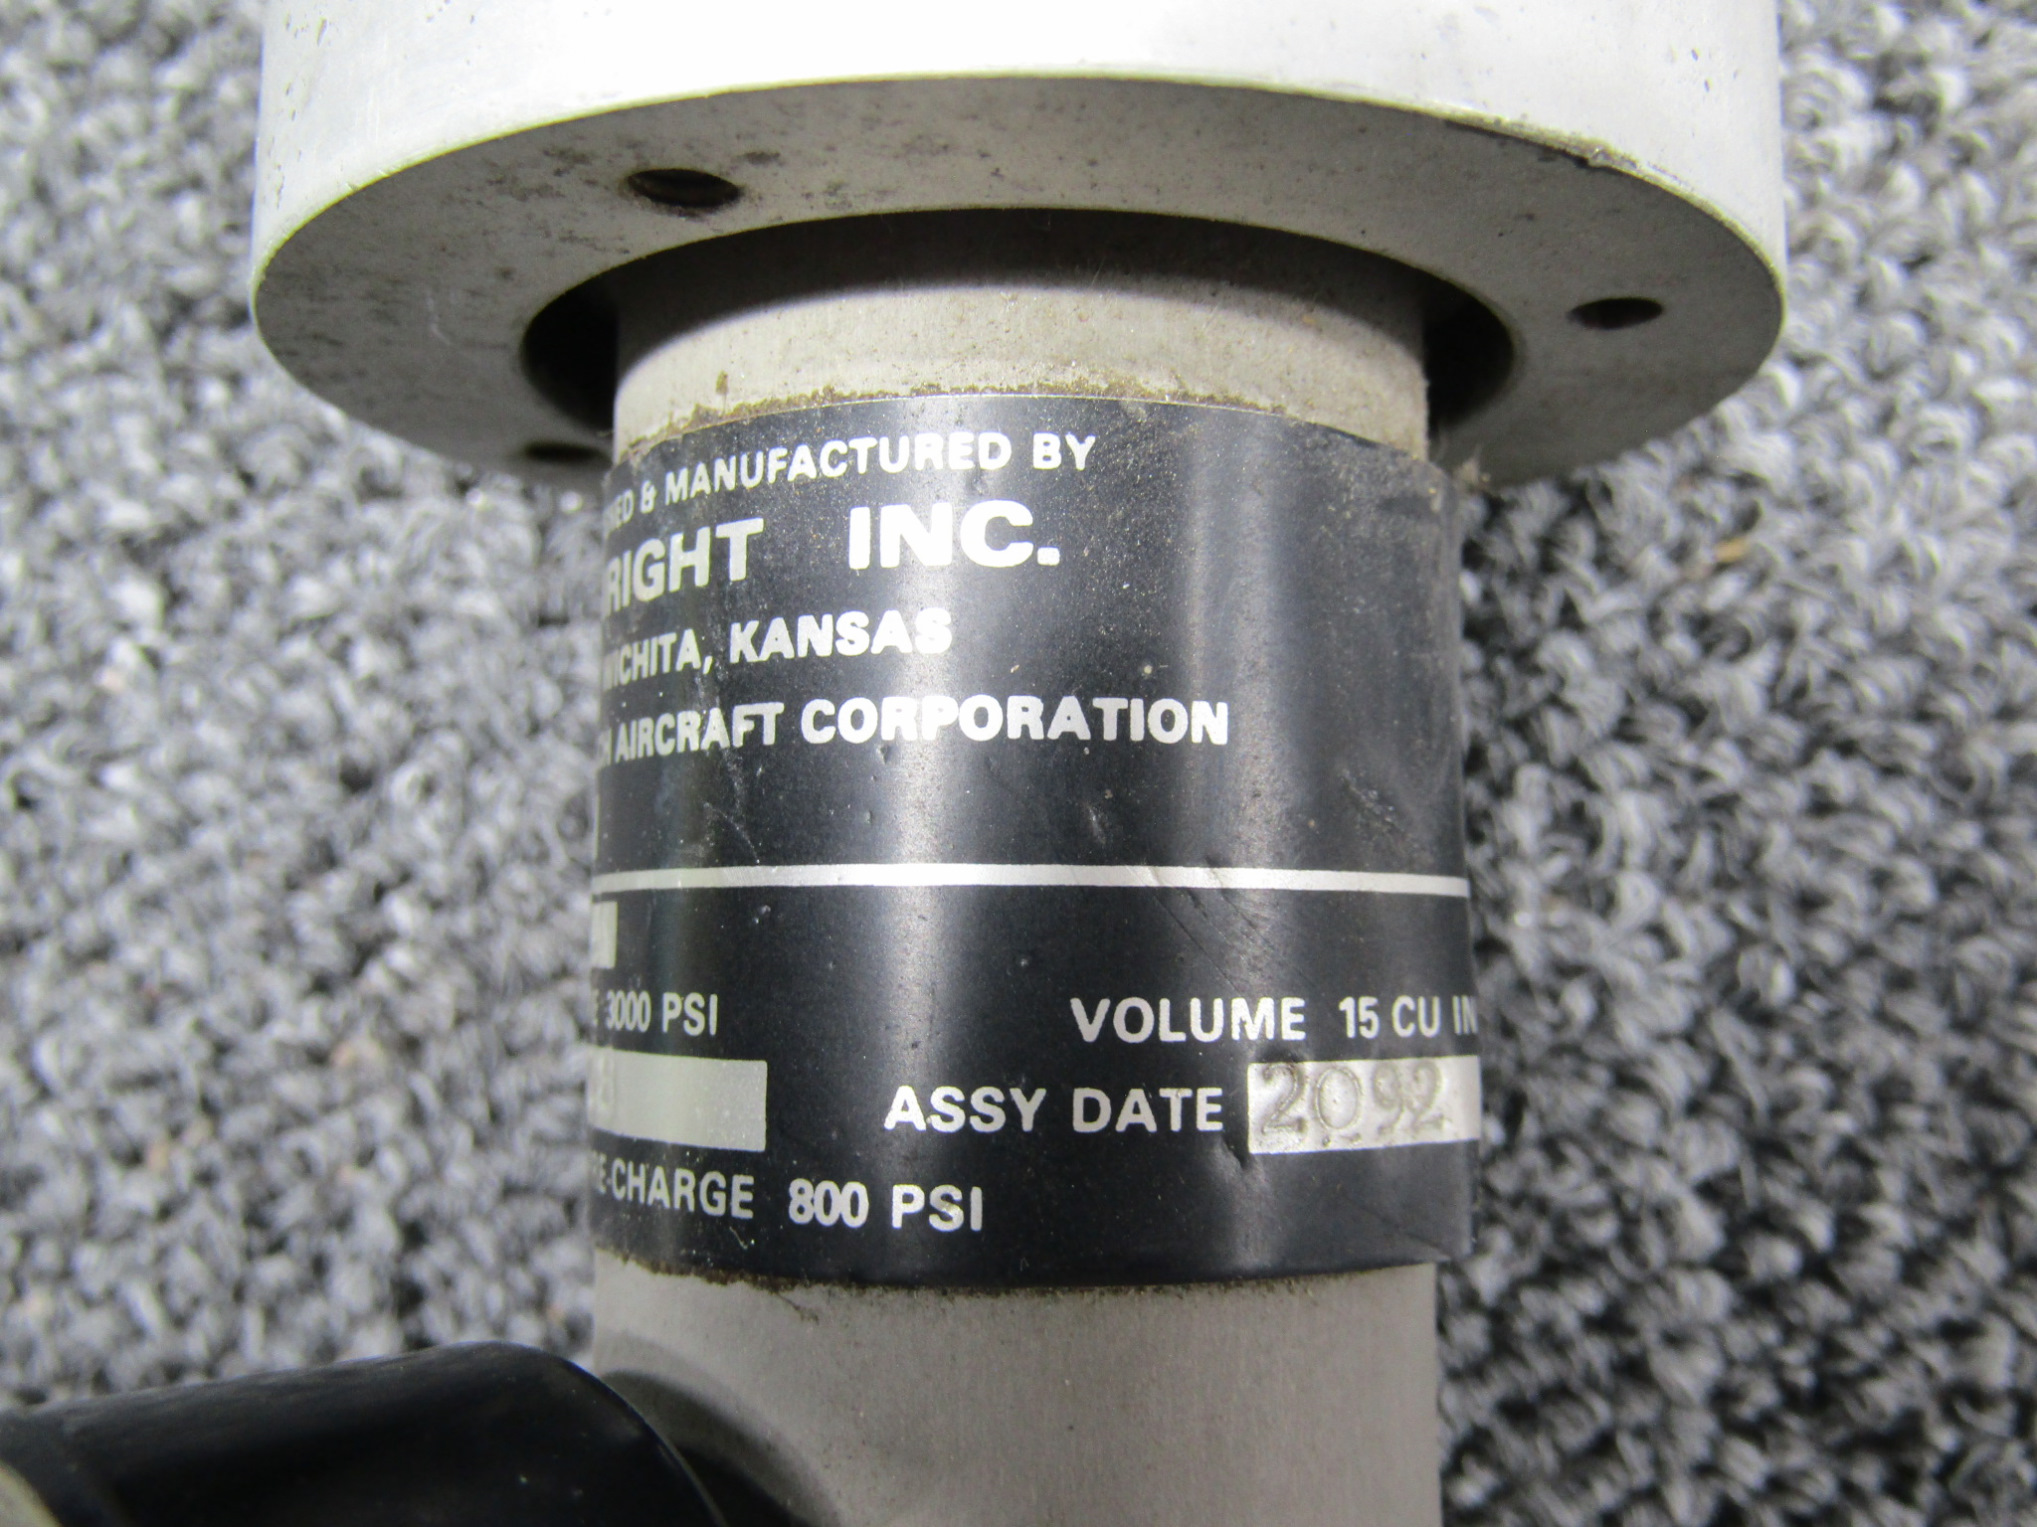 & MANUFACTURED BY
RIGHT INC.
WICHITA, KANSAS
AIRCRAFT CORPORATION
3000 PSI VOLUME 15 CU IN
ASSY DATE 2092
E-CHARGE 800 PSI